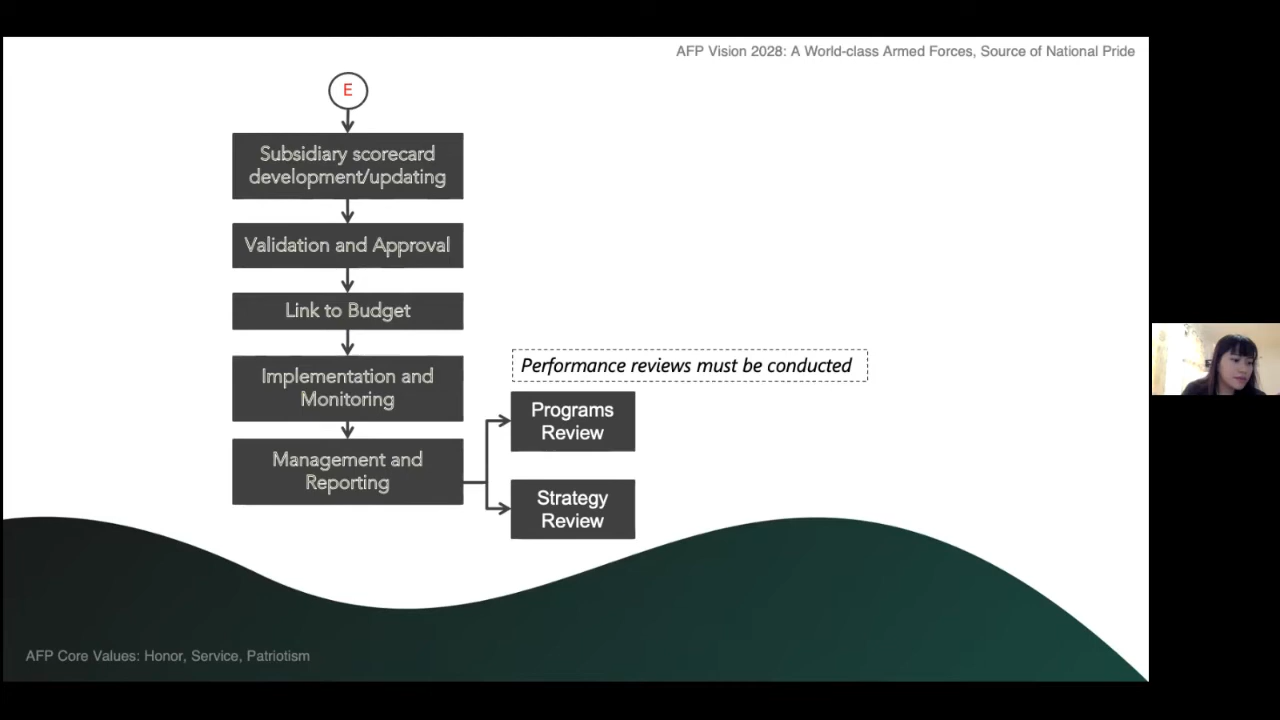 AFP Vision 2028: A World-class Armed Forces, Source of National Pride
E
Subsidiary scorecard
development/updating
Validation and Approval
Link to Budget
Implementation and
Monitoring
Management and
Reporting
Performance reviews must be conducted
Programs
Review
Strategy
Review
AFP Core Values: Honor, Service, Patriotism